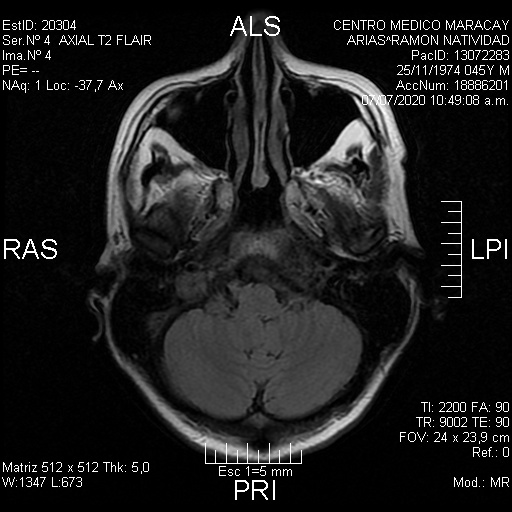 EstID: 20304
Ser.Nº 4 AXIAL T2 FLAIR
Ima.Nº 4
PE= --
NAq: 1 Loc: -37,7 Ax
ALS
CENTRO MEDICO MARACAY
ARIAS^RAMON NATIVIDAD
PacID: 13072283
25/11/1974 045Y M
AccNum: 18886201
07/07/2020 10:49:08 a.m.
RAS
LPI
TI: 2200 FA: 90
TR: 9002 TE: 90
FOV: 24 x 23,9 cm
Ref.: 0
Matriz 512 x 512 Thk: 5,0
W:1347 L:673
Esc 1=5 mm
PRI
Mod.: MR